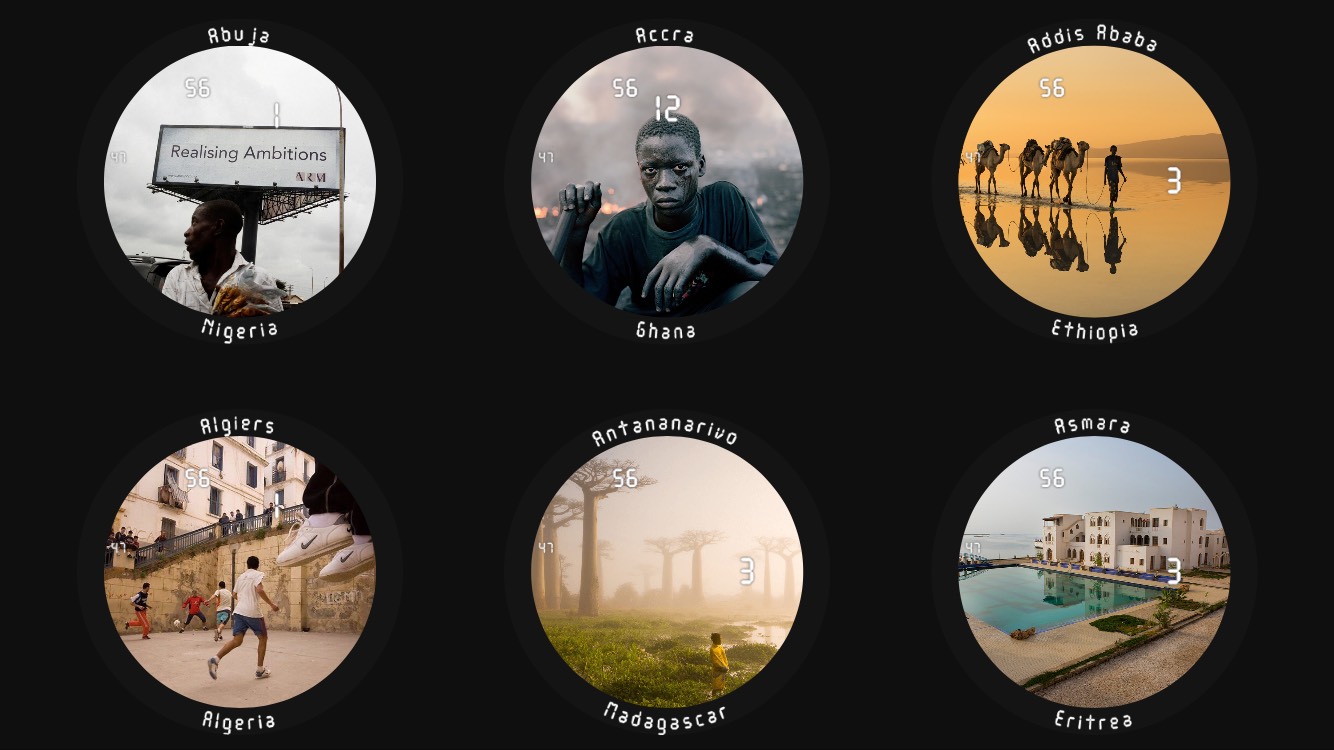 Abuja
56
1
47
Realising Ambitions
ARM
Nigeria
Accra
56
12
47
Ghana
Addis Ababa
56
47
3
Ethiopia
Algiers
56
1
47
Algeria
Antananarivo
56
47
3
Madagascar
Asmara
56
47
3
Eritrea